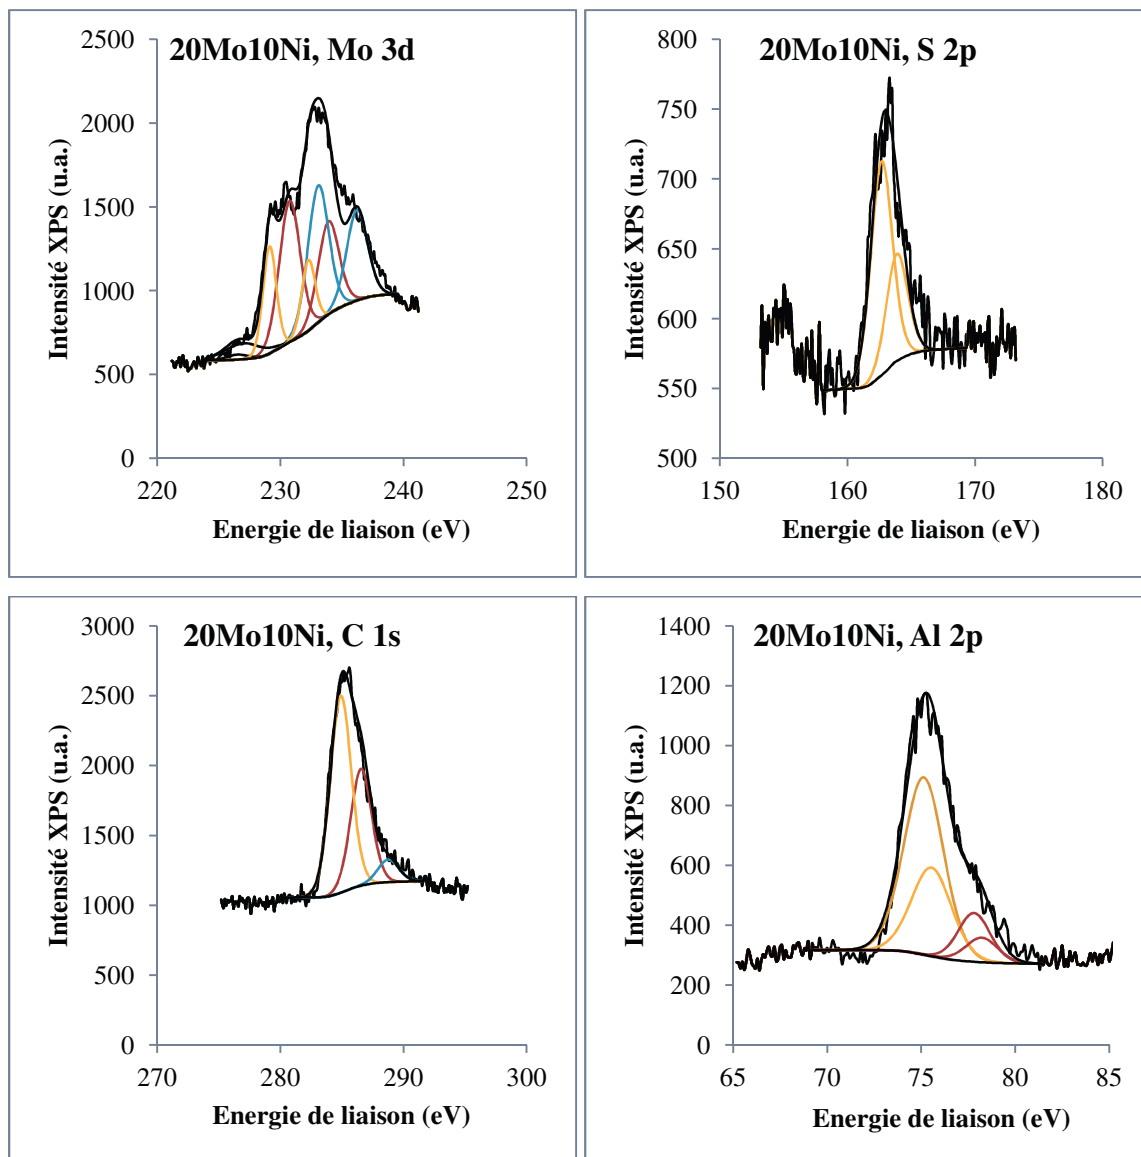 20Mo10Ni, Mo 3d
Intensité XPS (u.a.)
2500
2000
1500
1000
500
0
220 230 240 250
Energie de liaison (eV)
20Mo10Ni, S 2p
Intensité XPS (u.a.)
800
750
700
650
600
550
500
150 160 170 180
Energie de liaison (eV)
20Mo10Ni, C 1s
Intensité XPS (u.a.)
3000
2500
2000
1500
1000
500
0
270 280 290 300
Energie de liaison (eV)
20Mo10Ni, Al 2p
Intensité XPS (u.a.)
1400
1200
1000
800
600
400
200
0
65 70 75 80 85
Energie de liaison (eV)